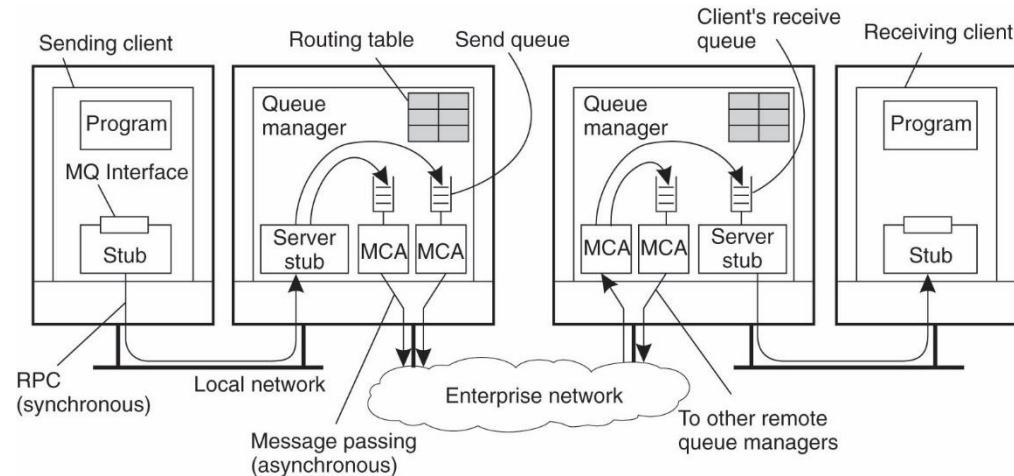 Sending client
Routing table
Send queue
Client's receive
queue
Receiving client
Program
MQ Interface
Stub
Queue
manager
Server
stub
MCA
MCA
Queue
manager
MCA
MCA
Server
stub
Program
Stub
RPC
(synchronous)
Local network
Message passing
(asynchronous)
Enterprise network
To other remote
queue managers